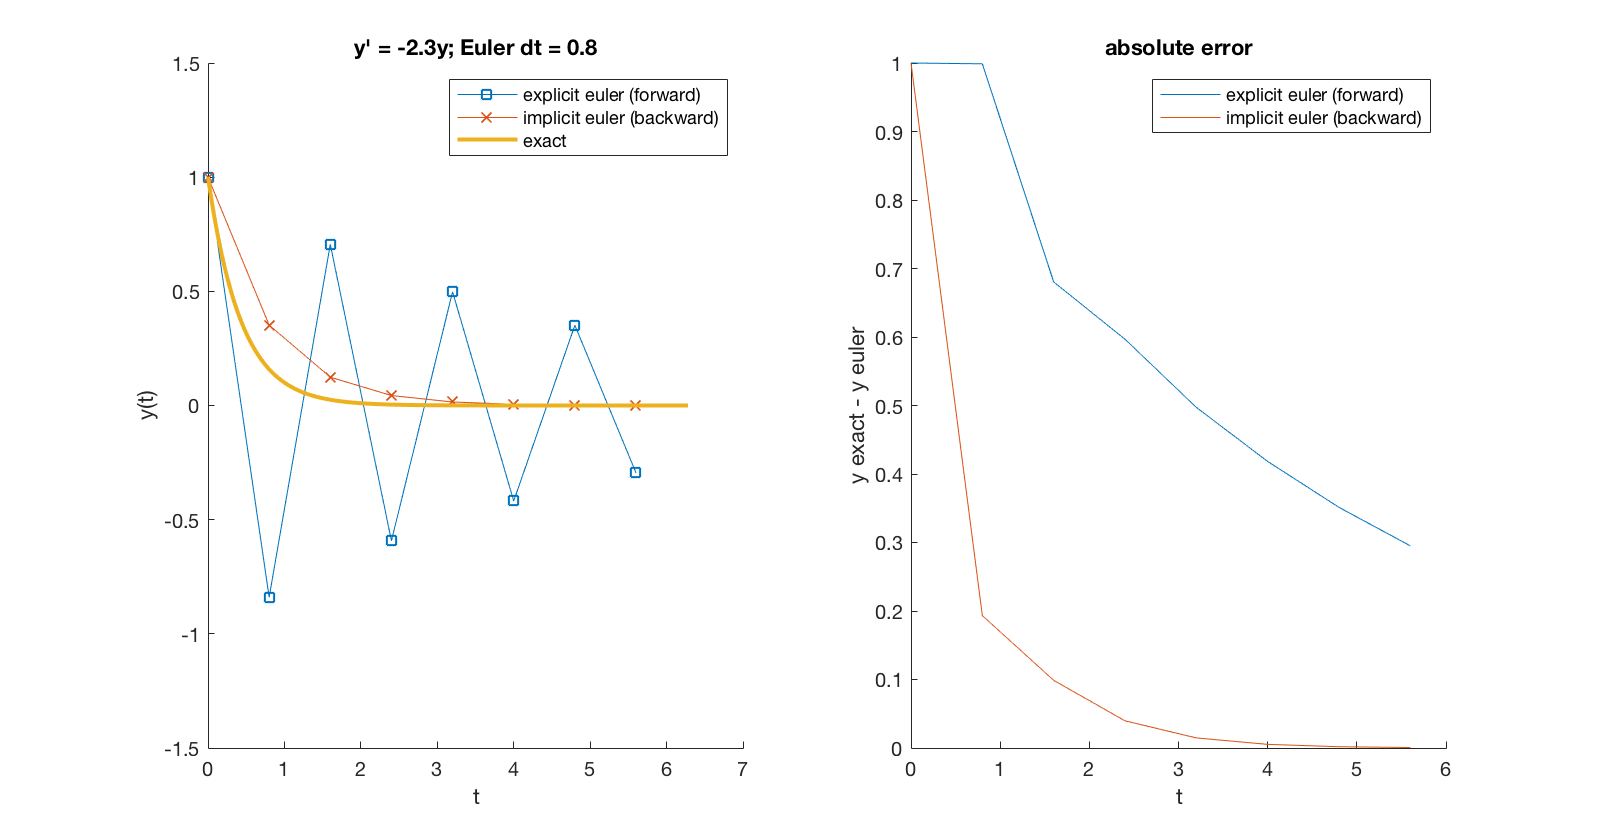 y' = -2.3y; Euler dt = 0.8
1.5
1
0.5
0
-0.5
-1
-1.5
y(t)
explicit euler (forward)
implicit euler (backward)
exact
0 1 2 3 4 5 6 7
t
absolute error
1
0.9
0.8
0.7
0.6
0.5
0.4
0.3
0.2
0.1
0
y exact - y euler
explicit euler (forward)
implicit euler (backward)
0 1 2 3 4 5 6
t